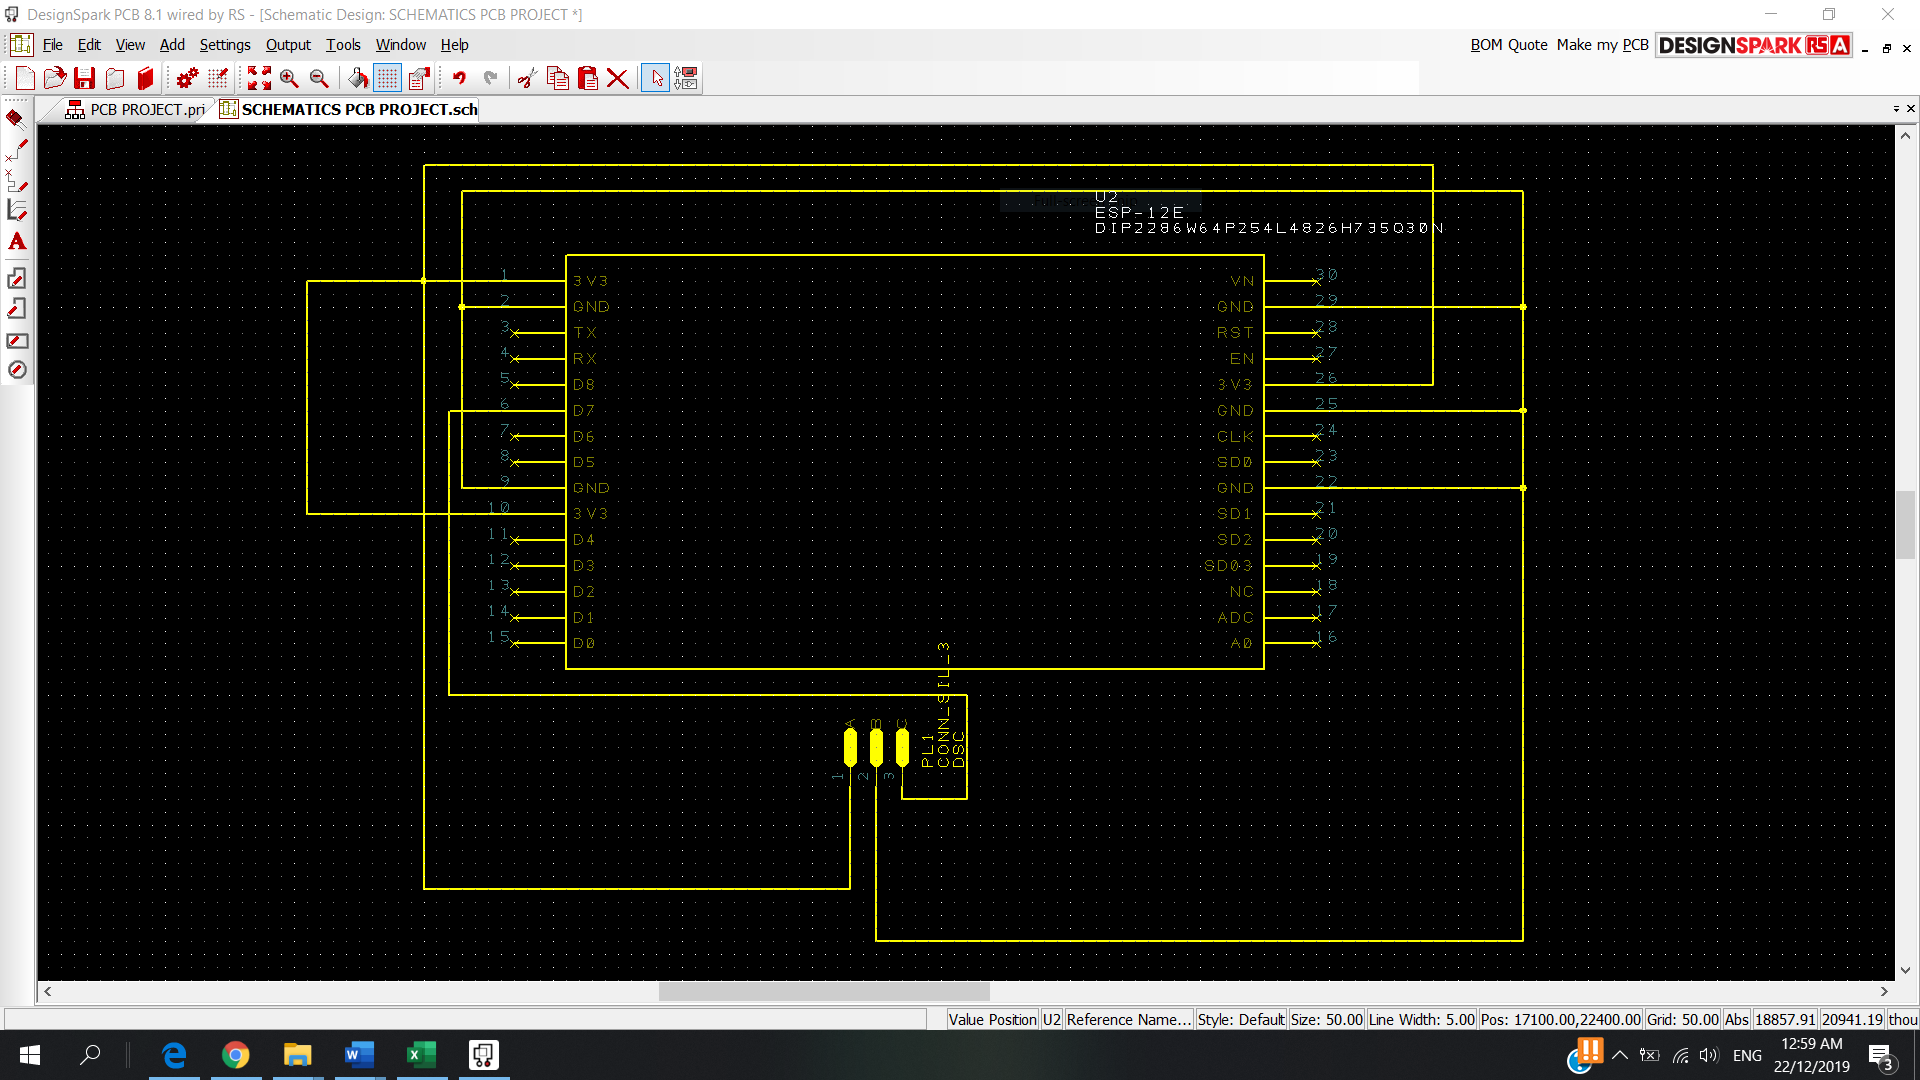 DesignSpark PCB 8.1 wired by RS - [Schematic Design: SCHEMATICS PCB PROJECT *]
File Edit View Add Settings Output Tools Window Help
BOM Quote Make my PCB DESIGNSPARK RS
PCB PROJECT.prj SCHEMATICS PCB PROJECT.sch
U2
ESP-12E
DIP2286W64P254L4826H735Q30N
1 3V3 VN 30
2 GND GND 29
3 TX RST 28
4 RX EN 27
5 D8 3V3 26
6 D7 GND 25
7 D6 CLK 24
8 D5 SD0 23
9 GND GND 22
10 3V3 SD1 21
11 D4 SD2 20
12 D3 SD03 19
13 D2 NC 18
14 D1 ADC 17
15 D0 A0 16
A B C
1 2 3
PL1
CONN_SIL_3
DSC
Value Position U2 Reference Name... Style: Default Size: 50.00 Line Width: 5.00 Pos: 17100.00,22400.00 Grid: 50.00 Abs 18857.91 20941.19 thou
ENG
12:59 AM
22/12/2019
3